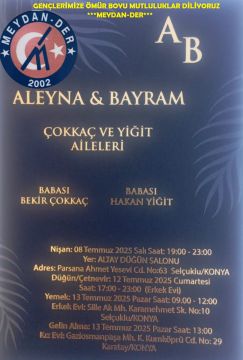 GENÇLERİMİZE ÖMÜR BOYU MUTLULUKLAR DİLİYORUZ
***MEYDAN-DER***
MEYDAN-DER
2002
A
B
ALEYNA & BAYRAM
ÇOKKAÇ VE YİĞİT
AİLELERİ
BABASI
BEKİR ÇOKKAÇ
BABASI
HAKAN YİĞİT
Nişan: 08 Temmuz 2025 Salı Saat: 19:00 - 23:00
Yer: ALTAY DÜĞÜN SALONU
Adres: Parsana Ahmet Yesevi Cd. No:63 Selçuklu/KONYA
Düğün/Çetnevir: 12 Temmuz 2025 Cumartesi
Saat: 17:00 - 23:00 (Erkek Evi)
Yemek: 13 Temmuz 2025 Pazar Saat: 09:00 - 12:00
Erkek Evi: Sille Ak Mh. Karamehmet Sk. No:10
Selçuklu/KONYA
Gelin Alma: 13 Temmuz 2025 Pazar Saat: 13:00
Kız Evi: Gaziosmanpaşa Mh. K. Kumköprü Cd. No: 29
Karatay/KONYA